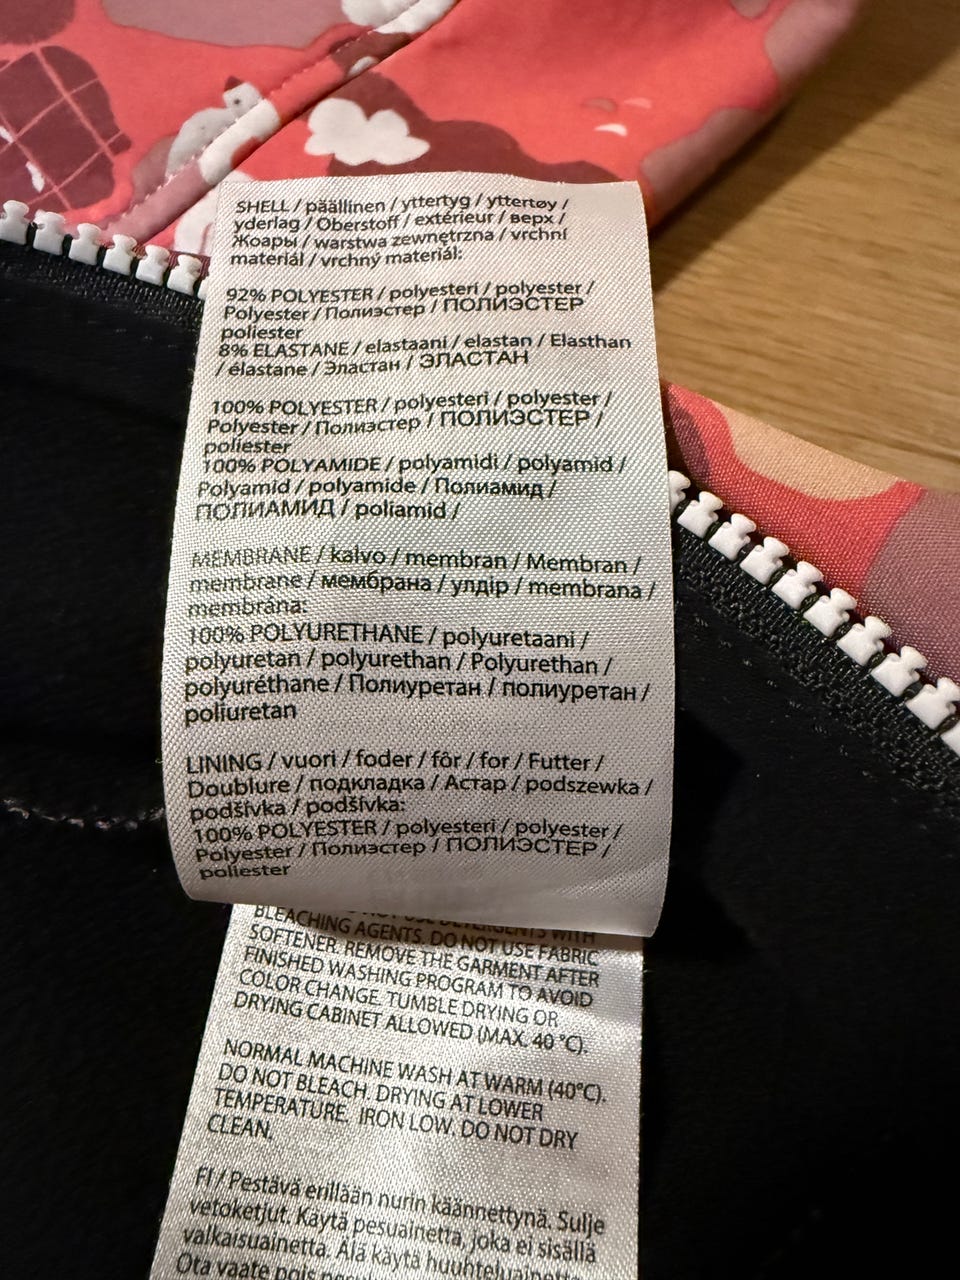 SHELL / päällinen / yttertyg / yttertøy /
yderlag / Oberstoff / extérieur / верх /
Жоары / warstwa zewnętrzna / vrchní
materiál / vrchný materiál:
92% POLYESTER / polyesteri / polyester /
Polyester / Полиэстер / ПОЛИЭСТЕР
poliester
8% ELASTANE / elastaani / elastan / Elasthan
/ élastane / Эластан / ЭЛАСТАН
100% POLYESTER / polyesteri / polyester /
Polyester / Полиэстер / ПОЛИЭСТЕР /
poliester
100% POLYAMIDE / polyamidi / polyamid /
Polyamid / polyamide / Полиамид /
ПОЛИАМИД / poliamid /
MEMBRANE / kalvo / membran / Membran /
membrane / мембрана / улдір / membrana /
membrána:
100% POLYURETHANE / polyuretaani /
polyuretan / polyurethan / Polyurethan /
polyuréthane / Полиуретан / полиуретан /
poliuretan
LINING / vuori / foder / fôr / for / Futter /
Doublure / подкладка / Астар / podszewka /
podšívka / podšívka:
100% POLYESTER / polyesteri / polyester /
Polyester / Полиэстер / ПОЛИЭСТЕР /
poliester
NOT USE DETERGENTS WITH
BLEACHING AGENTS. DO NOT USE FABRIC
SOFTENER. REMOVE THE GARMENT AFTER
FINISHED WASHING PROGRAM TO AVOID
COLOR CHANGE. TUMBLE DRYING OR
DRYING CABINET ALLOWED (MAX. 40 °C).
NORMAL MACHINE WASH AT WARM (40°C).
DO NOT BLEACH. DRYING AT LOWER
TEMPERATURE. IRON LOW. DO NOT DRY
CLEAN.
FI / Pestävä erillään nurin käännettynä. Sulje
vetoketjut. Käytä pesuainetta, joka ei sisällä
valkaisuainetta. Älä käytä huuhteluainetta.
Ota vaate pois